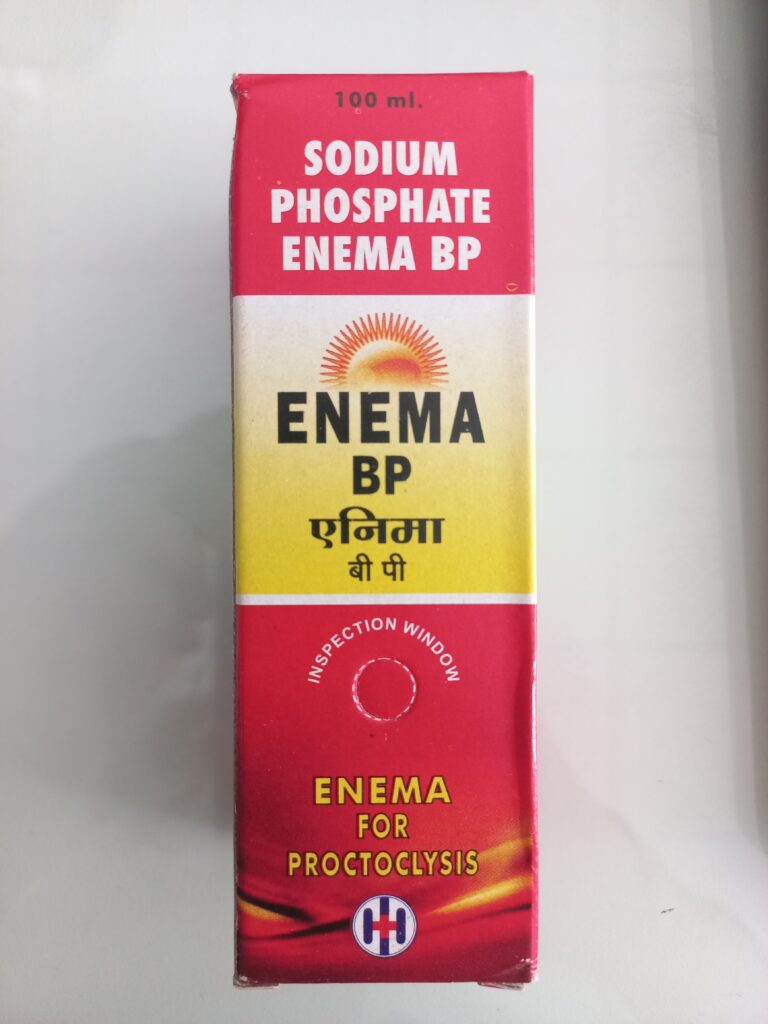 100 ml.
SODIUM
PHOSPHATE
ENEMA BP
ENEMA
BP
एनिमा
बी पी
INSPECTION WINDOW
ENEMA
FOR
PROCTOCLYSIS